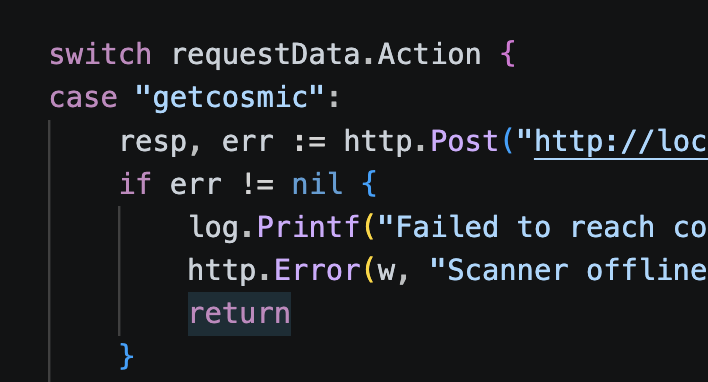 switch requestData.Action {
case "getcosmic":
resp, err := http.Post("http://loc
if err != nil {
log.Printf("Failed to reach co
http.Error(w, "Scanner offline
return
}